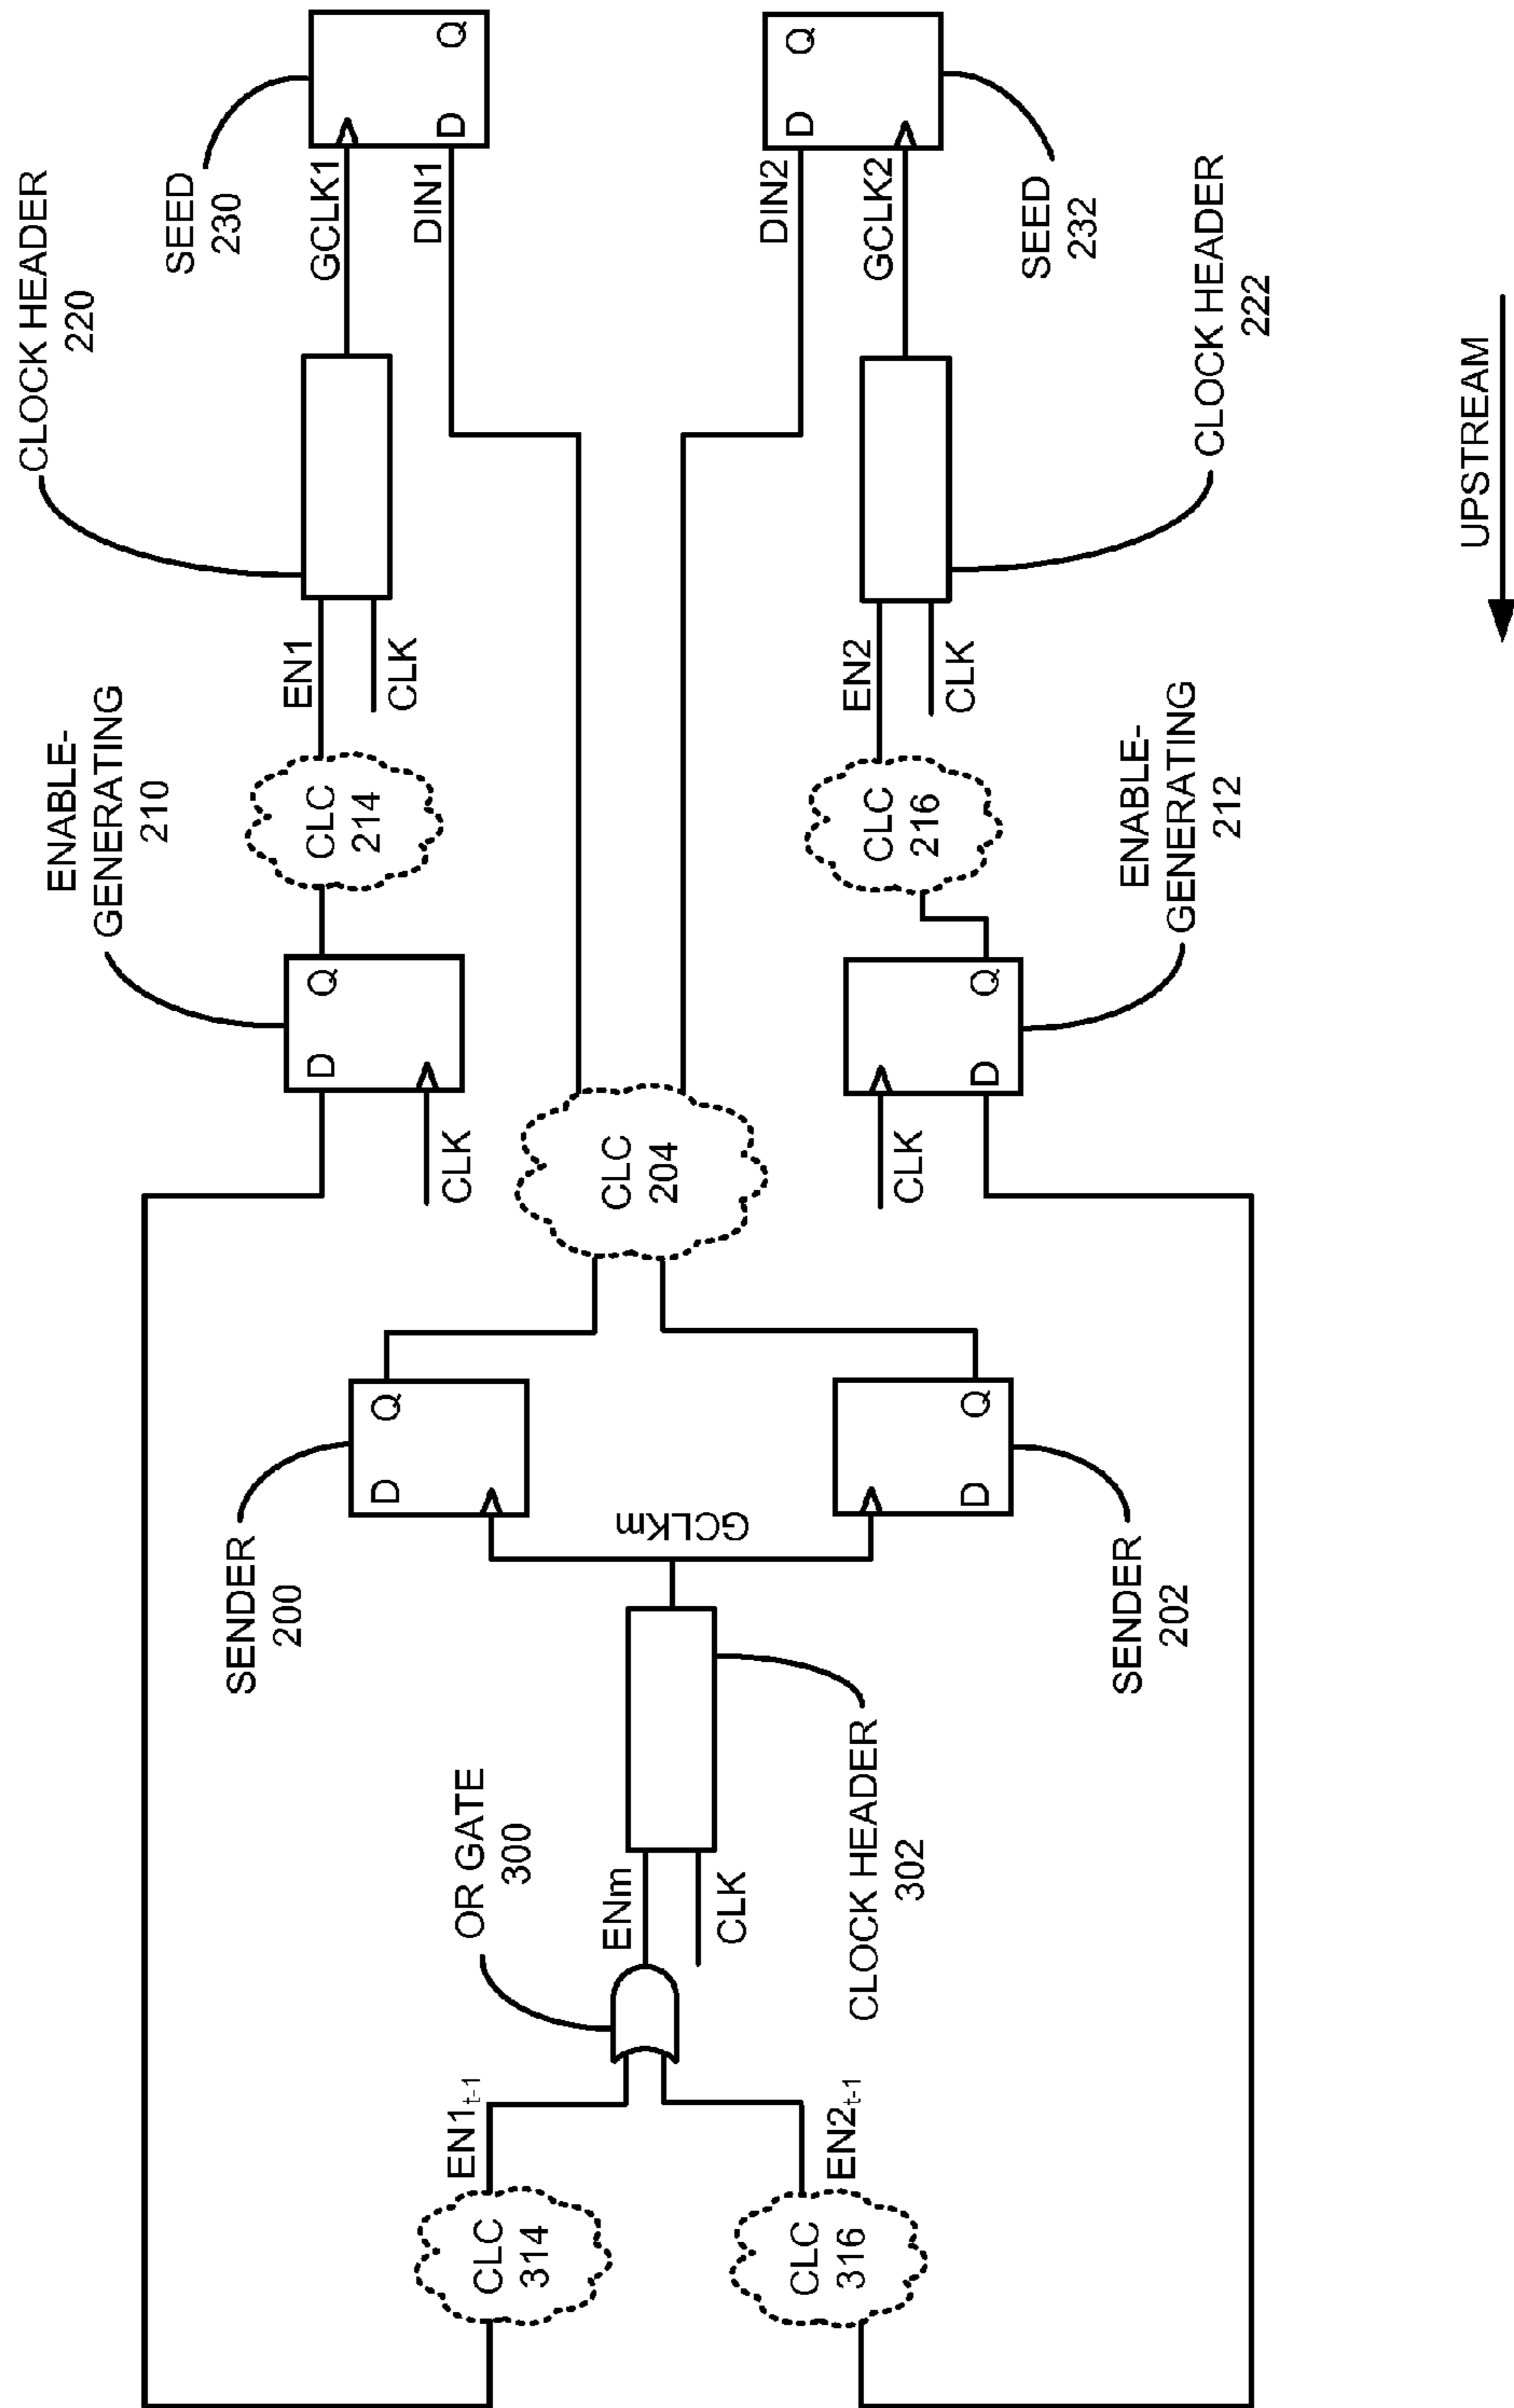 CLOCK HEADER
220
SEED
230
Q
D
GCLK1
DIN1
EN1
CLK
ENABLE-
GENERATING
210
CLC
214
Q
D
CLK
Q
D
DIN2
GCLK2
SEED
232
CLOCK HEADER
222
EN2
CLK
CLC
216
ENABLE-
GENERATING
212
Q
D
CLK
CLC
204
SENDER
200
Q
D
GCLKm
Q
D
SENDER
202
OR GATE
300
ENm
CLK
CLOCK HEADER
302
EN1t-1
EN2t-1
CLC
314
CLC
316
UPSTREAM